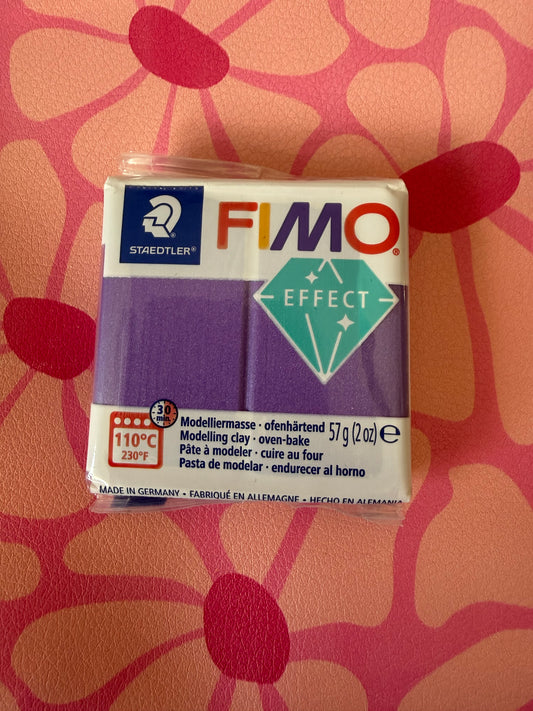 STAEDTLER®
FIMO®
EFFECT
30 min.
110°C
230°F
Modelliermasse · ofenhärtend
Modelling clay · oven-bake
Pâte à modeler · cuire au four
Pasta de modelar · endurecer al horno
57 g (2 oz) e
MADE IN GERMANY • FABRIQUÉ EN ALLEMAGNE • HECHO EN ALEMANIA